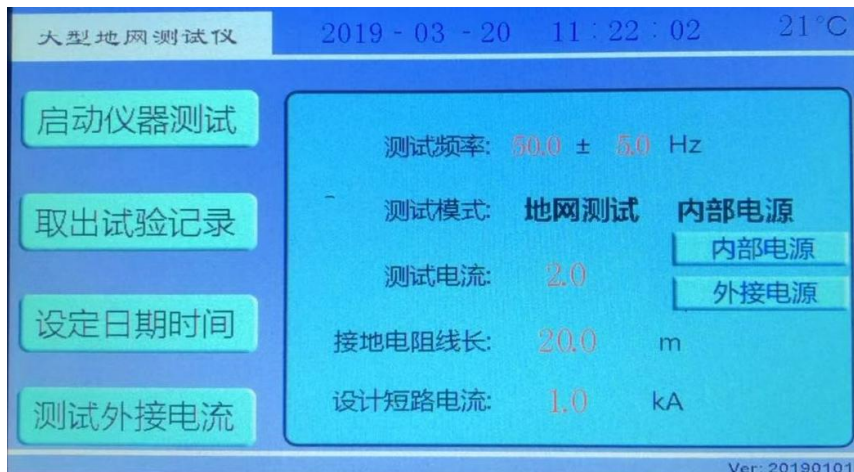 大型地网测试仪 2019 - 03 - 20 11 : 22 : 02 21°C
启动仪器测试
取出试验记录
设定日期时间
测试外接电流
测试频率: 50.0 ± 5.0 Hz
测试模式: 地网测试 内部电源
内部电源
外接电源
测试电流: 2.0
接地电阻线长: 20.0 m
设计短路电流: 1.0 kA
Ver: 20190101